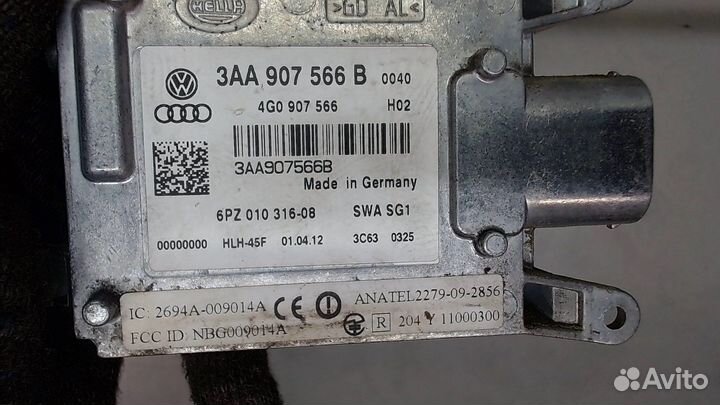 HELLA
>GD AL<
3AA 907 566 B 0040
4G0 907 566 H02
3AA907566B
Made in Germany
6PZ 010 316-08 SWA SG1
00000000 HLH-45F 01.04.12 3C63 0325
IC: 2694A-009014A CE ANATEL2279-09-2856
FCC ID: NBG009014A R 204 Y 11000300
Avito